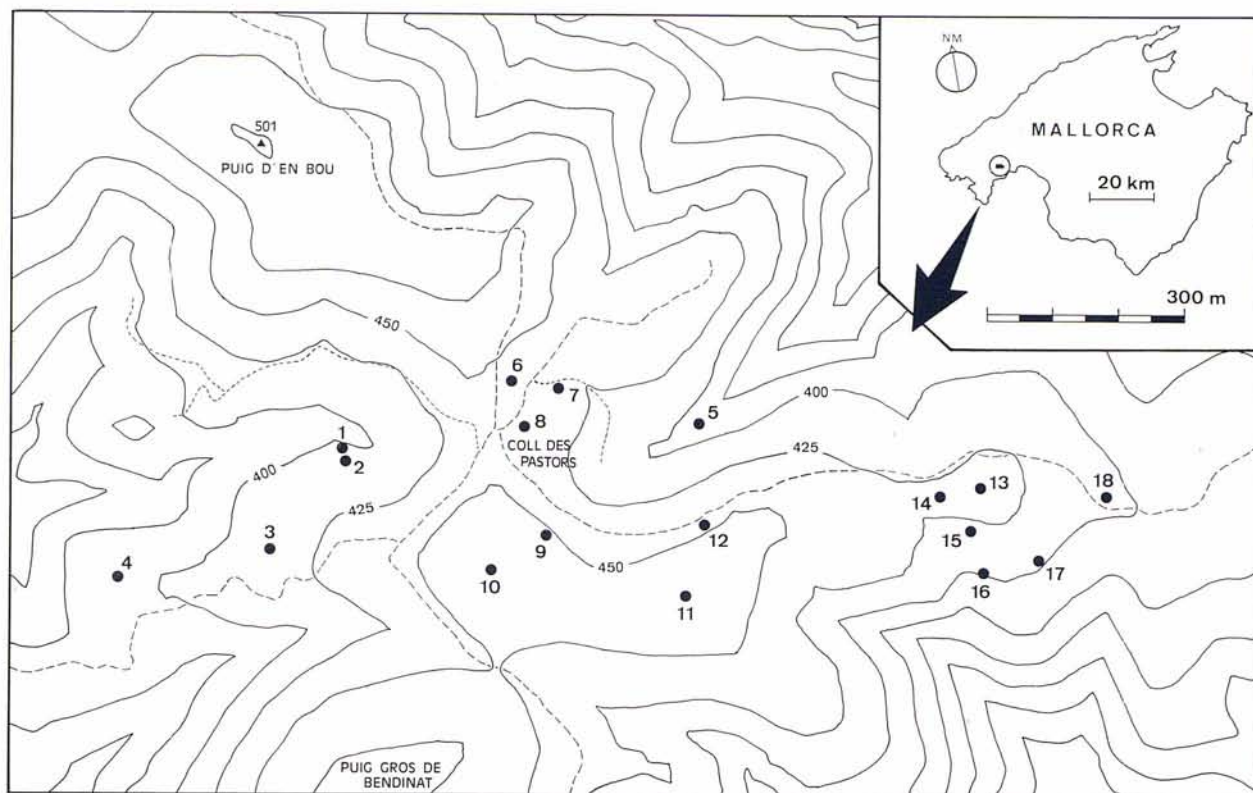 NM
MALLORCA
20 km
300 m
501
PUIG D'EN BOU
450
6
7
8
5
400
COLL DES
PASTORS
1
2
400
425
425
13
14
18
3
12
15
9
4
10
450
17
16
11
PUIG GROS DE
BENDINAT